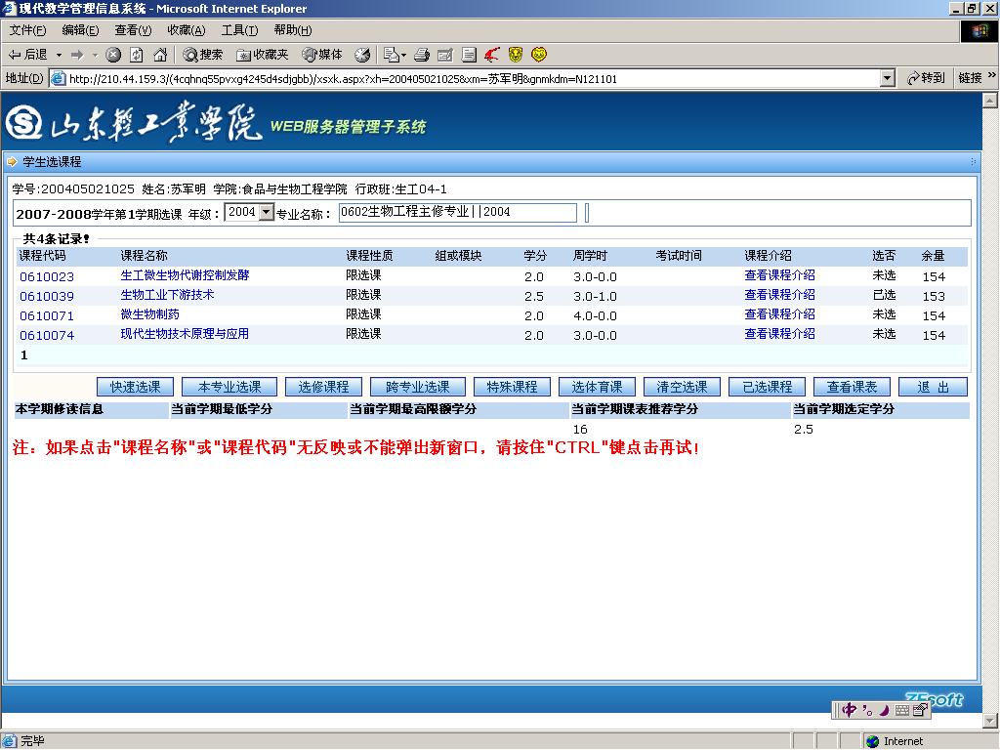 现代教学管理信息系统 - Microsoft Internet Explorer
文件(F) 编辑(E) 查看(V) 收藏(A) 工具(T) 帮助(H)
后退 搜索 收藏夹 媒体
地址(D) http://210.44.159.3/(4cqhnq55pvxg4245d4sdjgbb)/xsxk.aspx?xh=200405021025&xm=苏军明&gnmkdm=N121101 转到 链接 »
山东轻工业学院 WEB服务器管理子系统
学生选课程
学号:200405021025 姓名:苏军明 学院:食品与生物工程学院 行政班:生工04-1
2007-2008学年第1学期选课 年级： 2004 专业名称： 0602生物工程主修专业||2004
共4条记录!
课程代码 课程名称 课程性质 组或模块 学分 周学时 考试时间 课程介绍 选否 余量
0610023 生工微生物代谢控制发酵 限选课 2.0 3.0-0.0 查看课程介绍 未选 154
0610039 生物工业下游技术 限选课 2.5 3.0-1.0 查看课程介绍 已选 153
0610071 微生物制药 限选课 2.0 4.0-0.0 查看课程介绍 未选 154
0610074 现代生物技术原理与应用 限选课 2.0 3.0-0.0 查看课程介绍 未选 154
1
快速选课 本专业选课 选修课程 跨专业选课 特殊课程 选体育课 清空选课 已选课程 查看课表 退 出
本学期修读信息 当前学期最低学分 当前学期最高限额学分 当前学期课表推荐学分 当前学期选定学分
16 2.5
注：如果点击"课程名称"或"课程代码"无反映或不能弹出新窗口，请按住"CTRL"键点击再试！
ZFsoft
中
完毕 Internet